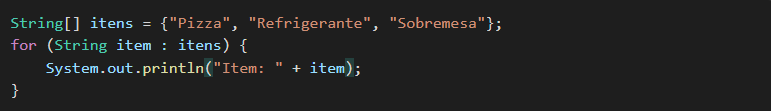 String[] itens = {"Pizza", "Refrigerante", "Sobremesa"};
for (String item : itens) {
    System.out.println("Item: " + item);
}